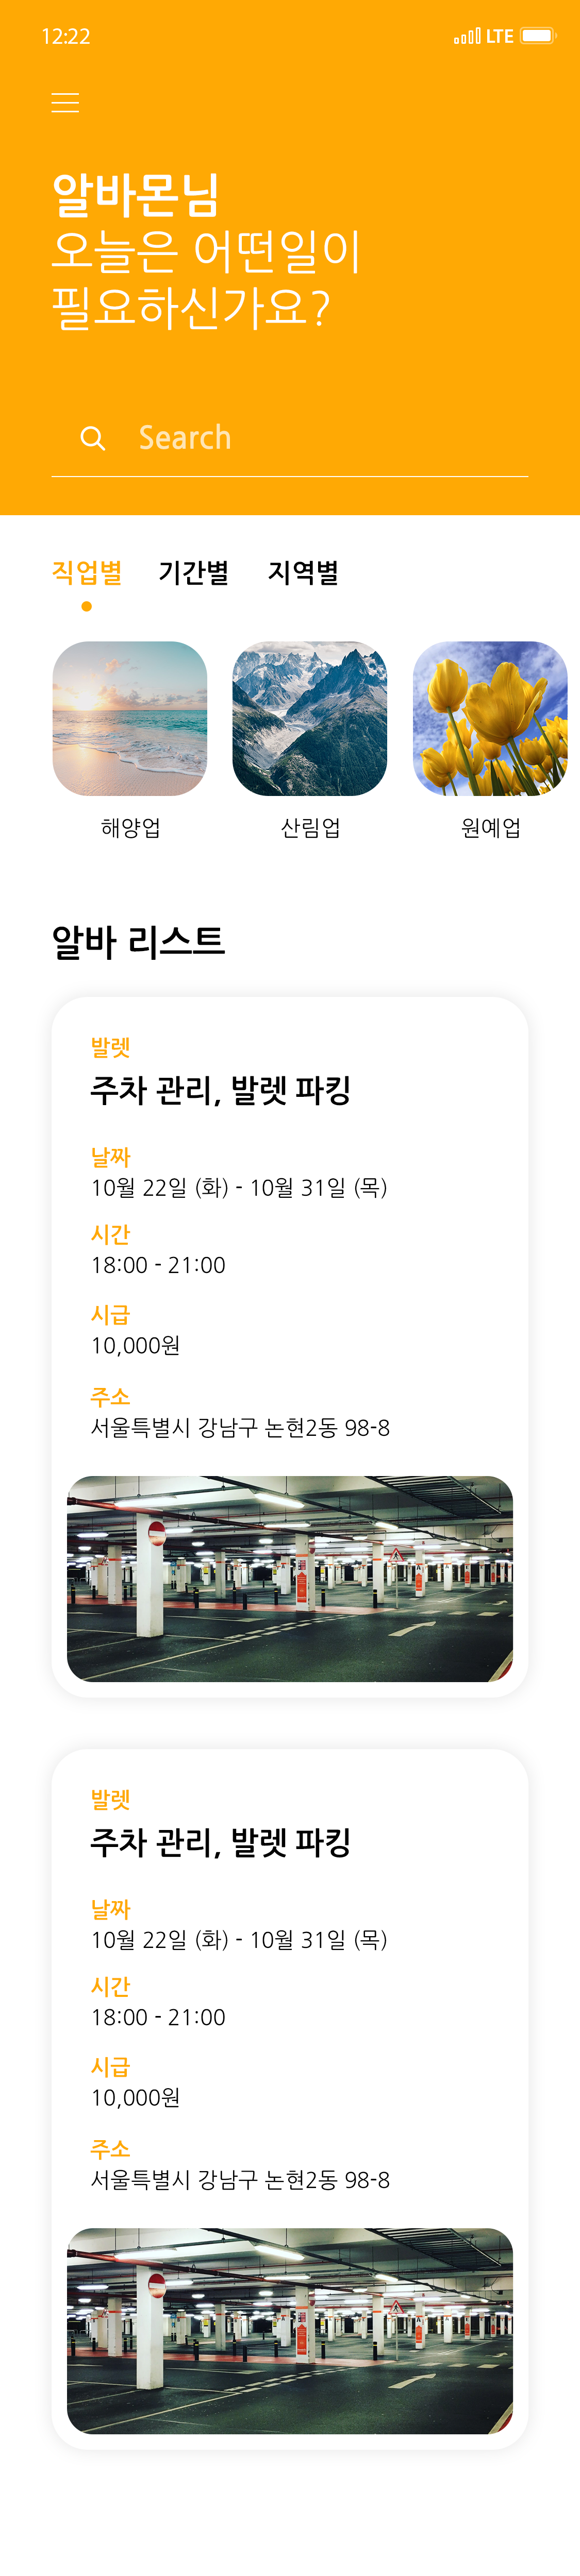 12:22
LTE
알바몬님
오늘은 어떤일이
필요하신가요?
Search
직업별 기간별 지역별
해양업 산림업 원예업
알바 리스트
발렛
주차 관리, 발렛 파킹
날짜
10월 22일 (화) - 10월 31일 (목)
시간
18:00 - 21:00
시급
10,000원
주소
서울특별시 강남구 논현2동 98-8
발렛
주차 관리, 발렛 파킹
날짜
10월 22일 (화) - 10월 31일 (목)
시간
18:00 - 21:00
시급
10,000원
주소
서울특별시 강남구 논현2동 98-8